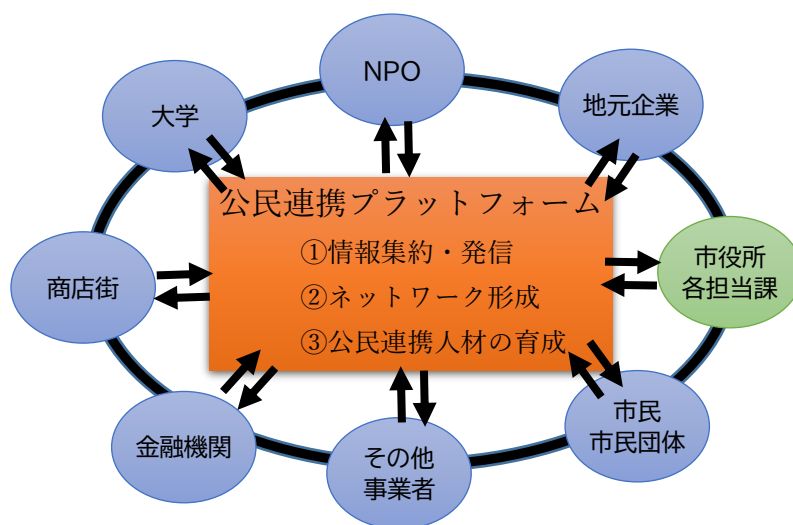 NPO
大学
地元企業
公民連携プラットフォーム
①情報集約・発信
②ネットワーク形成
③公民連携人材の育成
商店街
市役所
各担当課
金融機関
その他
事業者
市民
市民団体